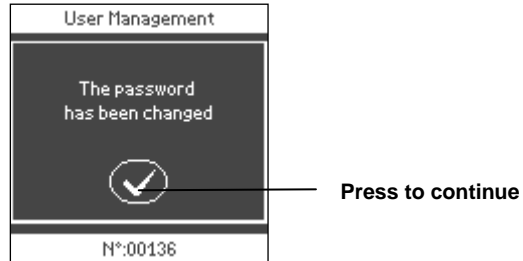 User Management
The password
has been changed
Press to continue
N°:00136